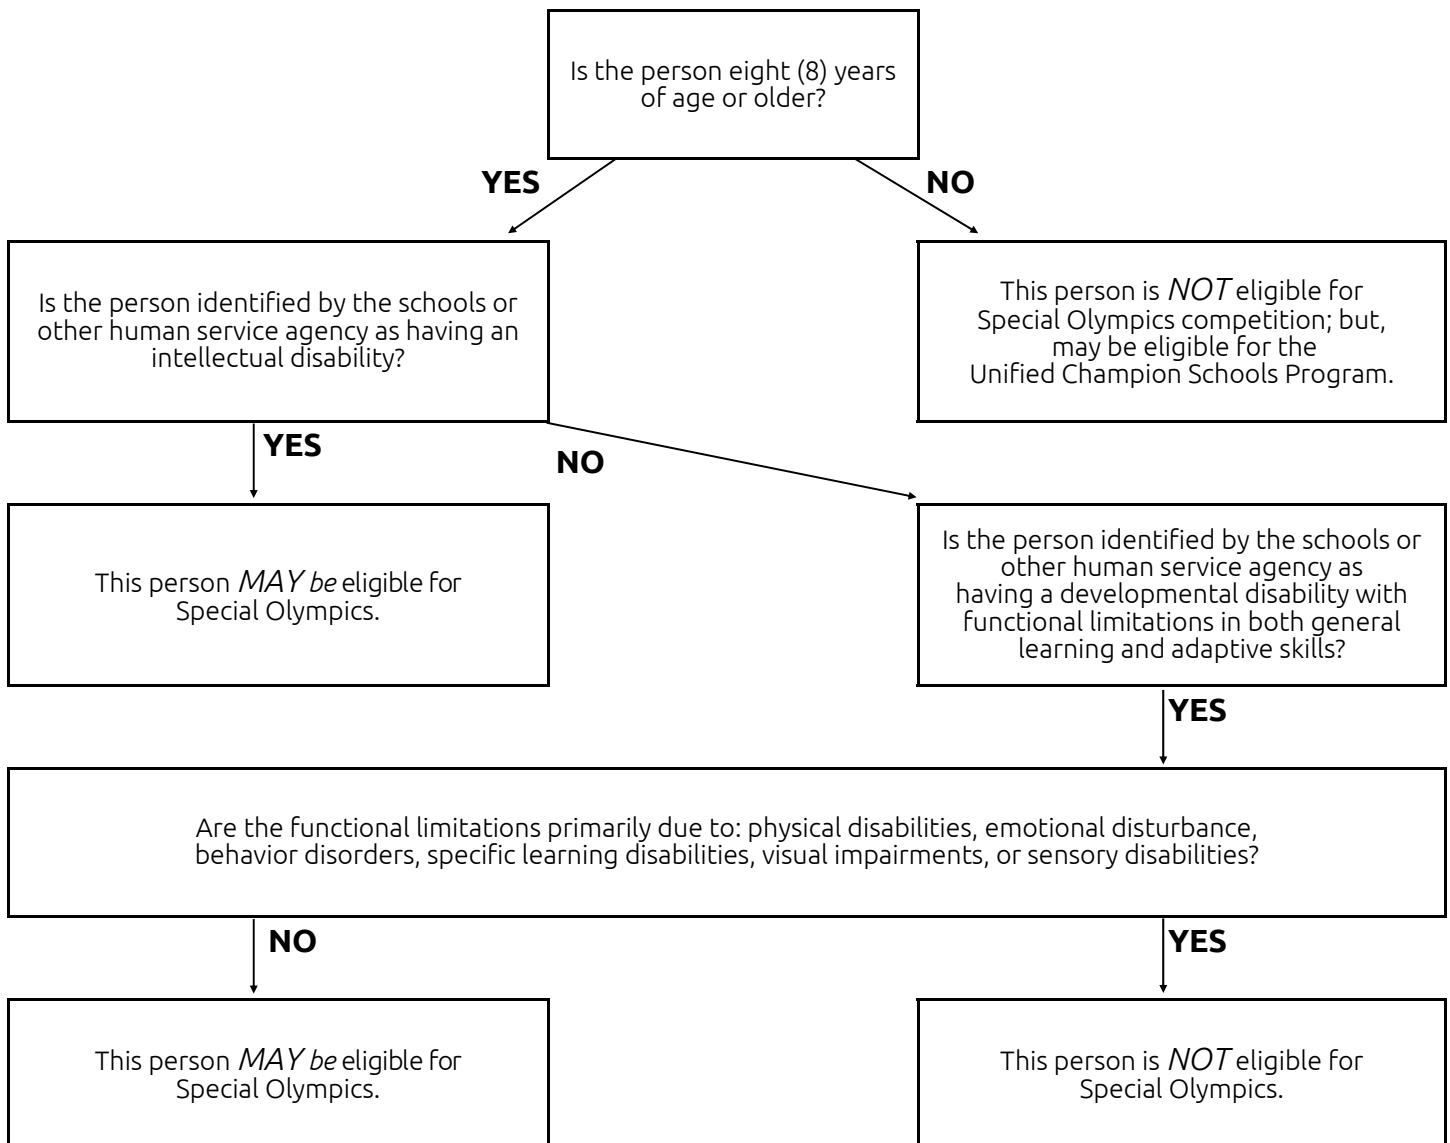 Is the person eight (8) years
of age or older?
YES
NO
Is the person identified by the schools or
other human service agency as having an
intellectual disability?
This person is NOT eligible for
Special Olympics competition; but,
may be eligible for the
Unified Champion Schools Program.
YES
NO
This person MAY be eligible for
Special Olympics.
Is the person identified by the schools or
other human service agency as
having a developmental disability with
functional limitations in both general
learning and adaptive skills?
YES
Are the functional limitations primarily due to: physical disabilities, emotional disturbance,
behavior disorders, specific learning disabilities, visual impairments, or sensory disabilities?
NO
YES
This person MAY be eligible for
Special Olympics.
This person is NOT eligible for
Special Olympics.